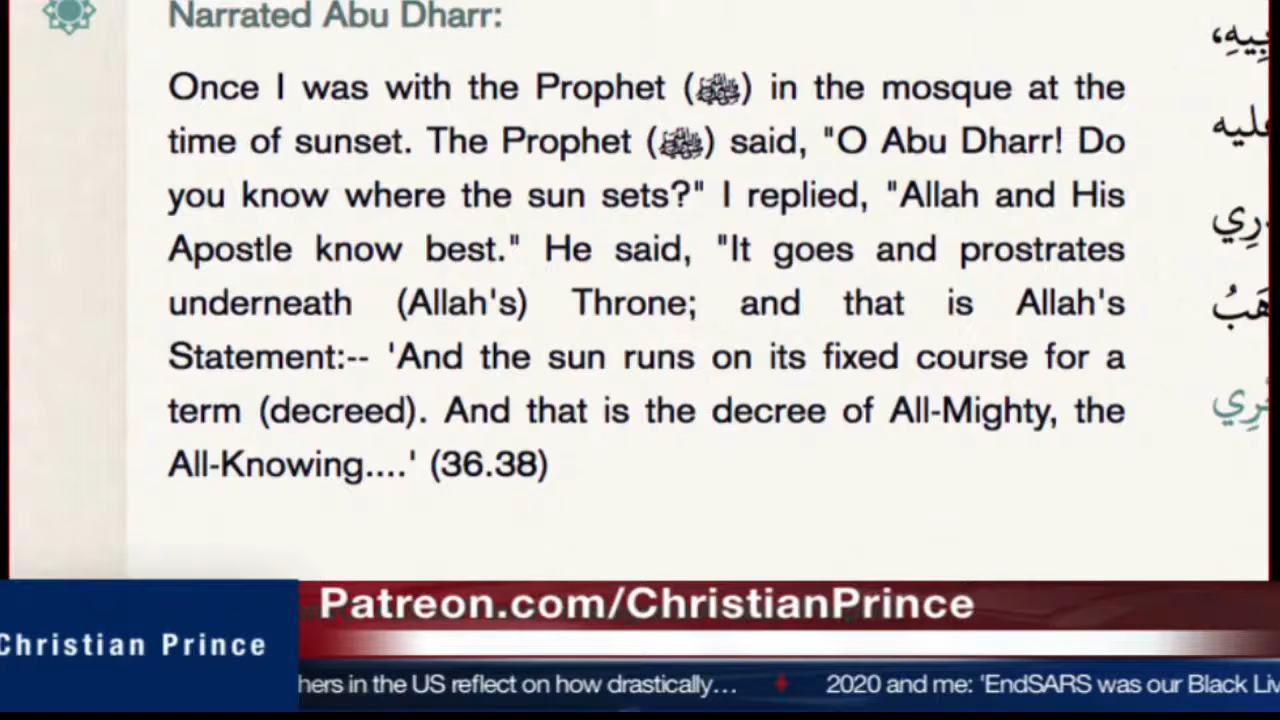 Narrated Abu Dharr:
Once I was with the Prophet (ﷺ) in the mosque at the
time of sunset. The Prophet (ﷺ) said, "O Abu Dharr! Do
you know where the sun sets?" I replied, "Allah and His
Apostle know best." He said, "It goes and prostrates
underneath (Allah's) Throne; and that is Allah's
Statement:-- 'And the sun runs on its fixed course for a
term (decreed). And that is the decree of All-Mighty, the
All-Knowing....' (36.38)
بِيهِ،
عليه
رِي
هَبُ
رِي
Patreon.com/ChristianPrince
Christian Prince
hers in the US reflect on how drastically... 2020 and me: 'EndSARS was our Black Liv